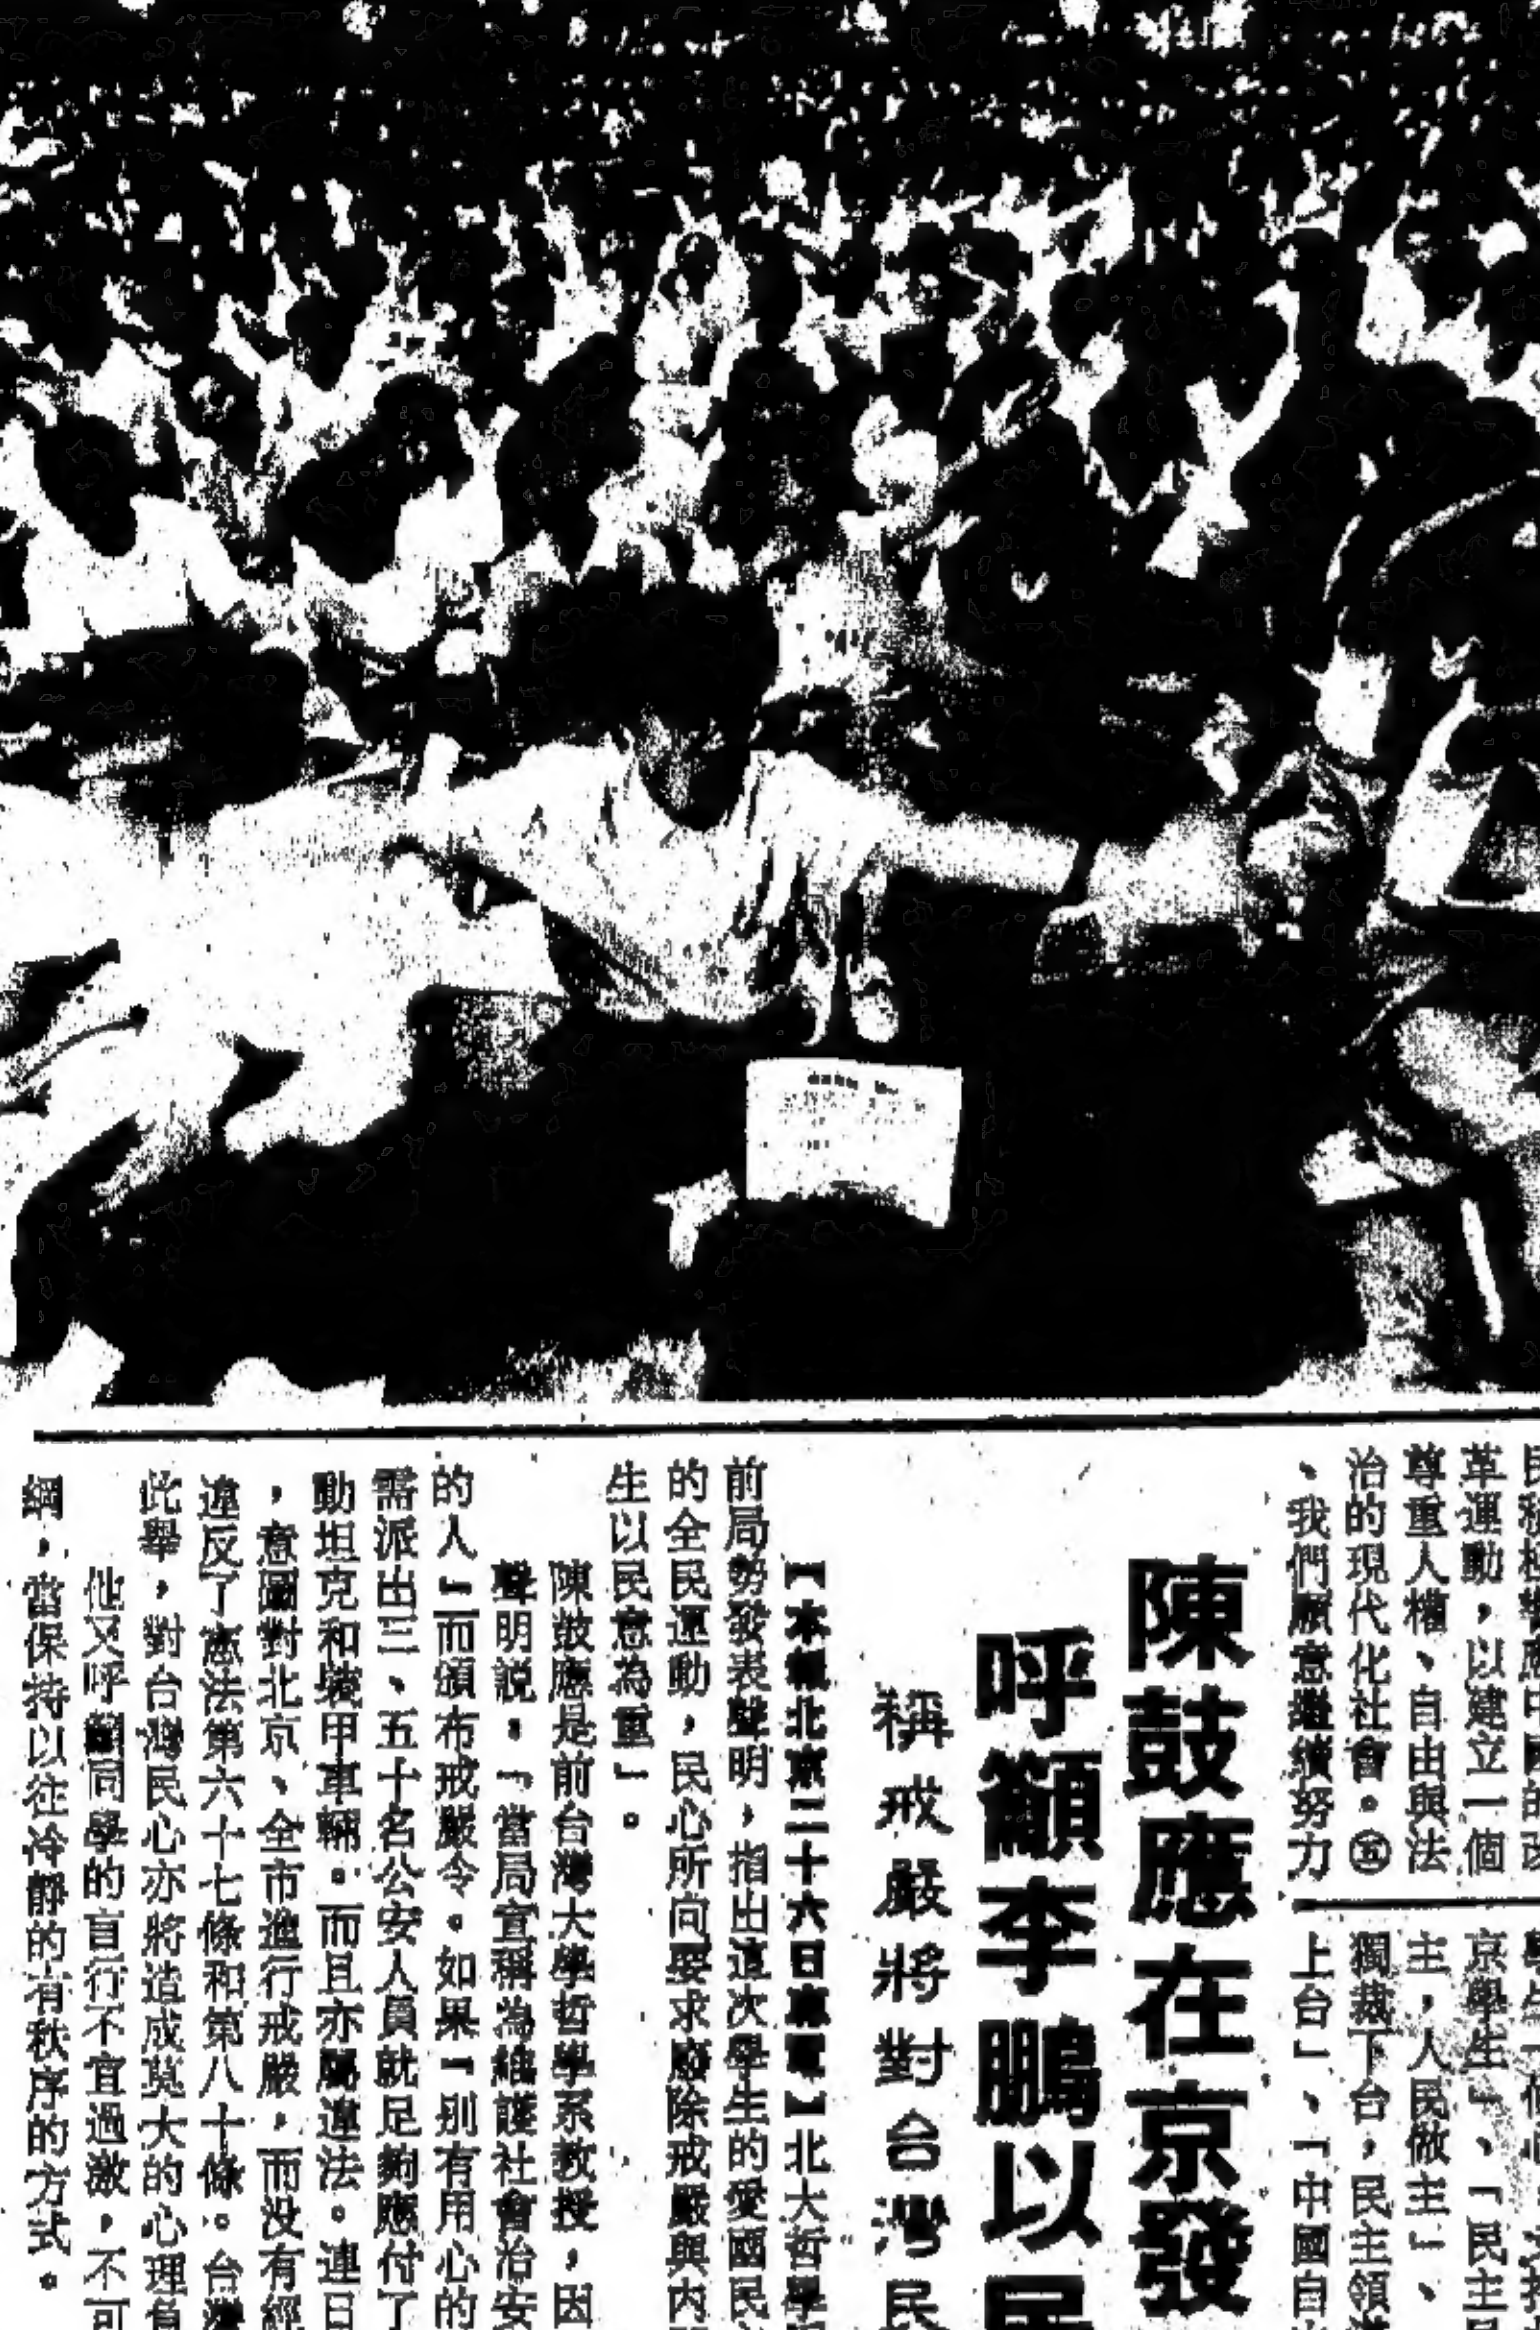 民積極響應中國
革運動，以建立一個
尊重人權、自由與法
治的現代化社會。㊄
、我們願意繼續努力
京學生」、「民主
主，人民做主」、
獨裁下台，民主領
上台」、「中國自
陳鼓應在京發
呼籲李鵬以民
稱戒嚴將對台灣民
【本報北京二十六日專電】北大哲學
前局勢發表聲明，指出這次學生的愛國民
的全民運動，民心所向要求廢除戒嚴與內
生以民意為重」。
陳鼓應是前台灣大學哲學系教授，因
聲明說，「當局宣稱為維護社會治安
的人」而頒布戒嚴令。如果「別有用心的
需派出三、五十名公安人員就足夠應付了
動坦克和裝甲車輛。而且亦屬違法。連日
，意圖對北京、全市進行戒嚴，而沒有經
違反了憲法第六十七條和第八十條。台灣
此舉，對台灣民心亦將造成莫大的心理負
他又呼籲同學的言行不宜過激，不可
綱，當保持以往冷靜的有秩序的方式。